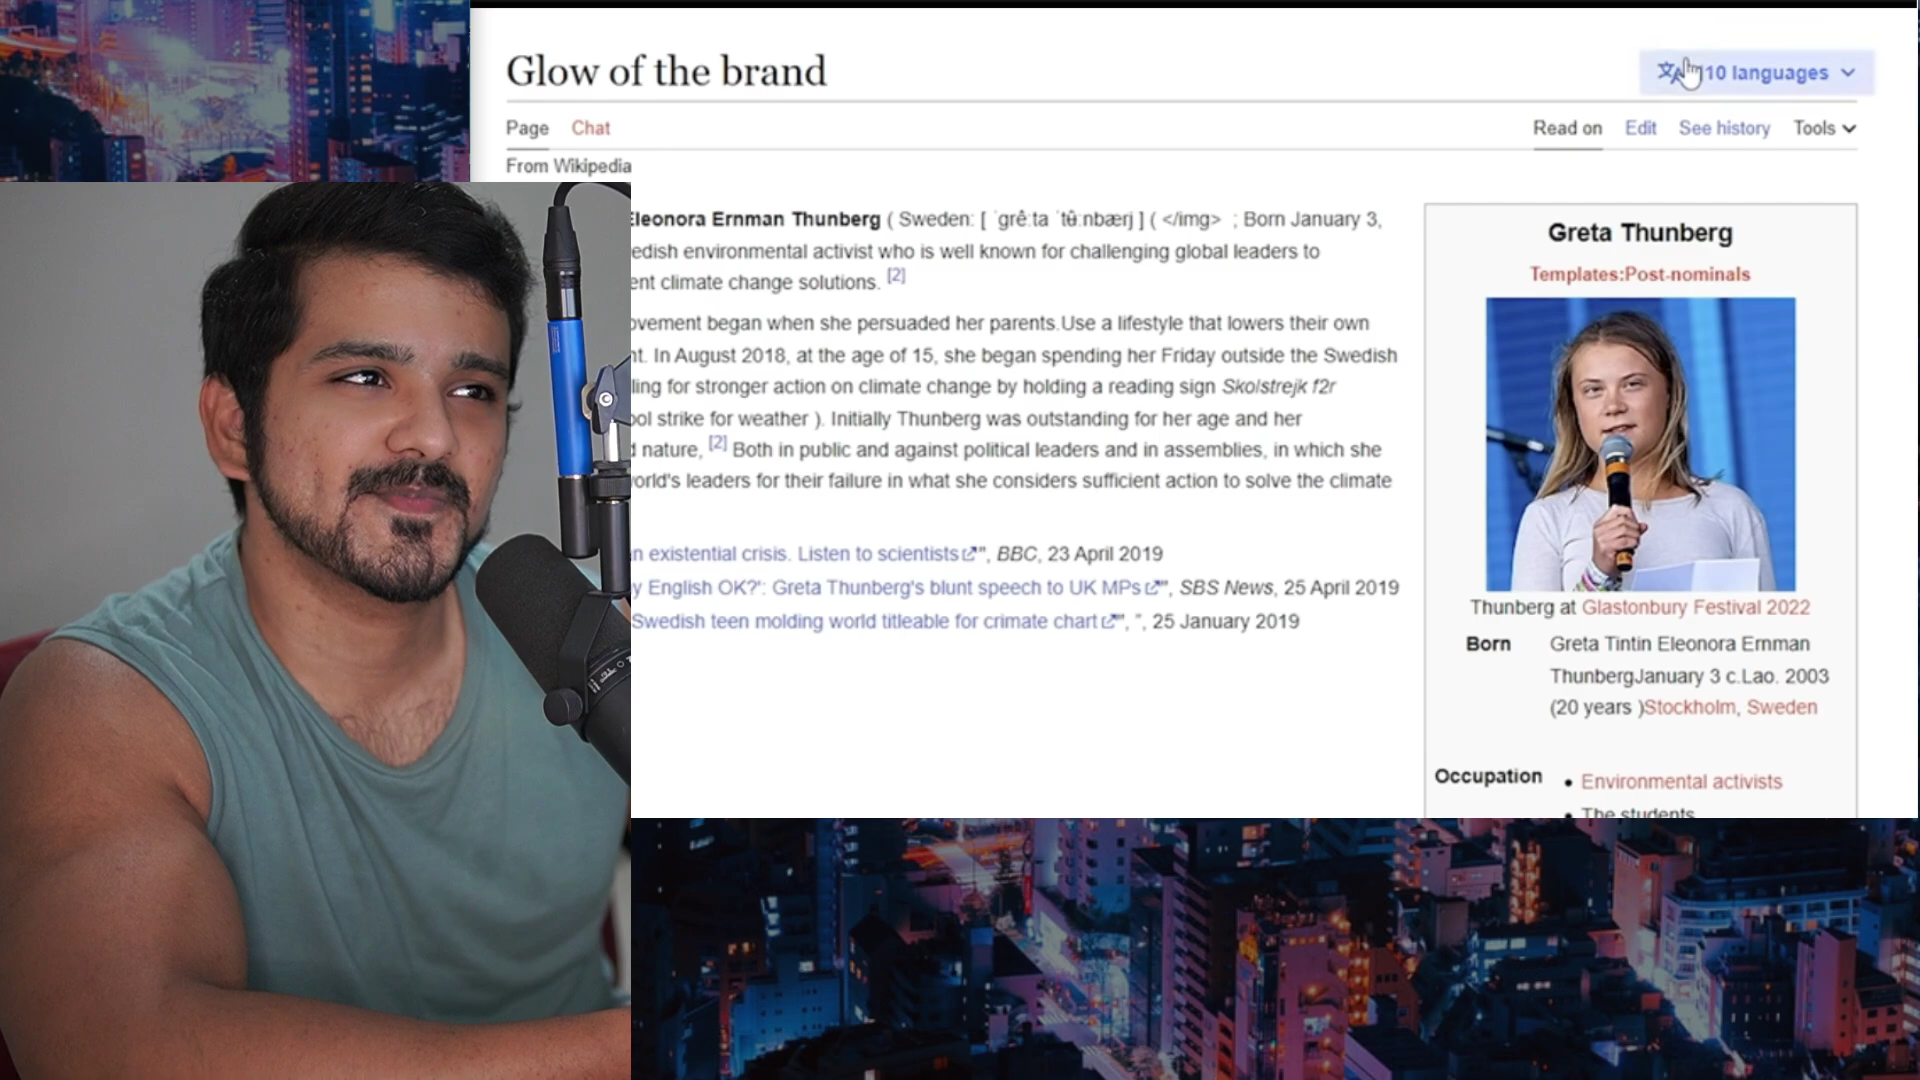 Glow of the brand
10 languages
Page Chat
Read on Edit See history Tools
From Wikipedia
Eleonora Ernman Thunberg ( Sweden: [ ˈgrêːta ˈtʉ̂ːnbærj ] ( </img> ; Born January 3,
edish environmental activist who is well known for challenging global leaders to
ent climate change solutions. [2]
ovement began when she persuaded her parents.Use a lifestyle that lowers their own
nt. In August 2018, at the age of 15, she began spending her Friday outside the Swedish
ling for stronger action on climate change by holding a reading sign Skolstrejk f2r
ool strike for weather ). Initially Thunberg was outstanding for her age and her
d nature, [2] Both in public and against political leaders and in assemblies, in which she
world's leaders for their failure in what she considers sufficient action to solve the climate
n existential crisis. Listen to scientists", BBC, 23 April 2019
y English OK?': Greta Thunberg's blunt speech to UK MPs", SBS News, 25 April 2019
Swedish teen molding world titleable for crimate chart", ", 25 January 2019
Greta Thunberg
Templates:Post-nominals
Thunberg at Glastonbury Festival 2022
Born Greta Tintin Eleonora Ernman
ThunbergJanuary 3 c.Lao. 2003
(20 years )Stockholm, Sweden
Occupation • Environmental activists
• The students